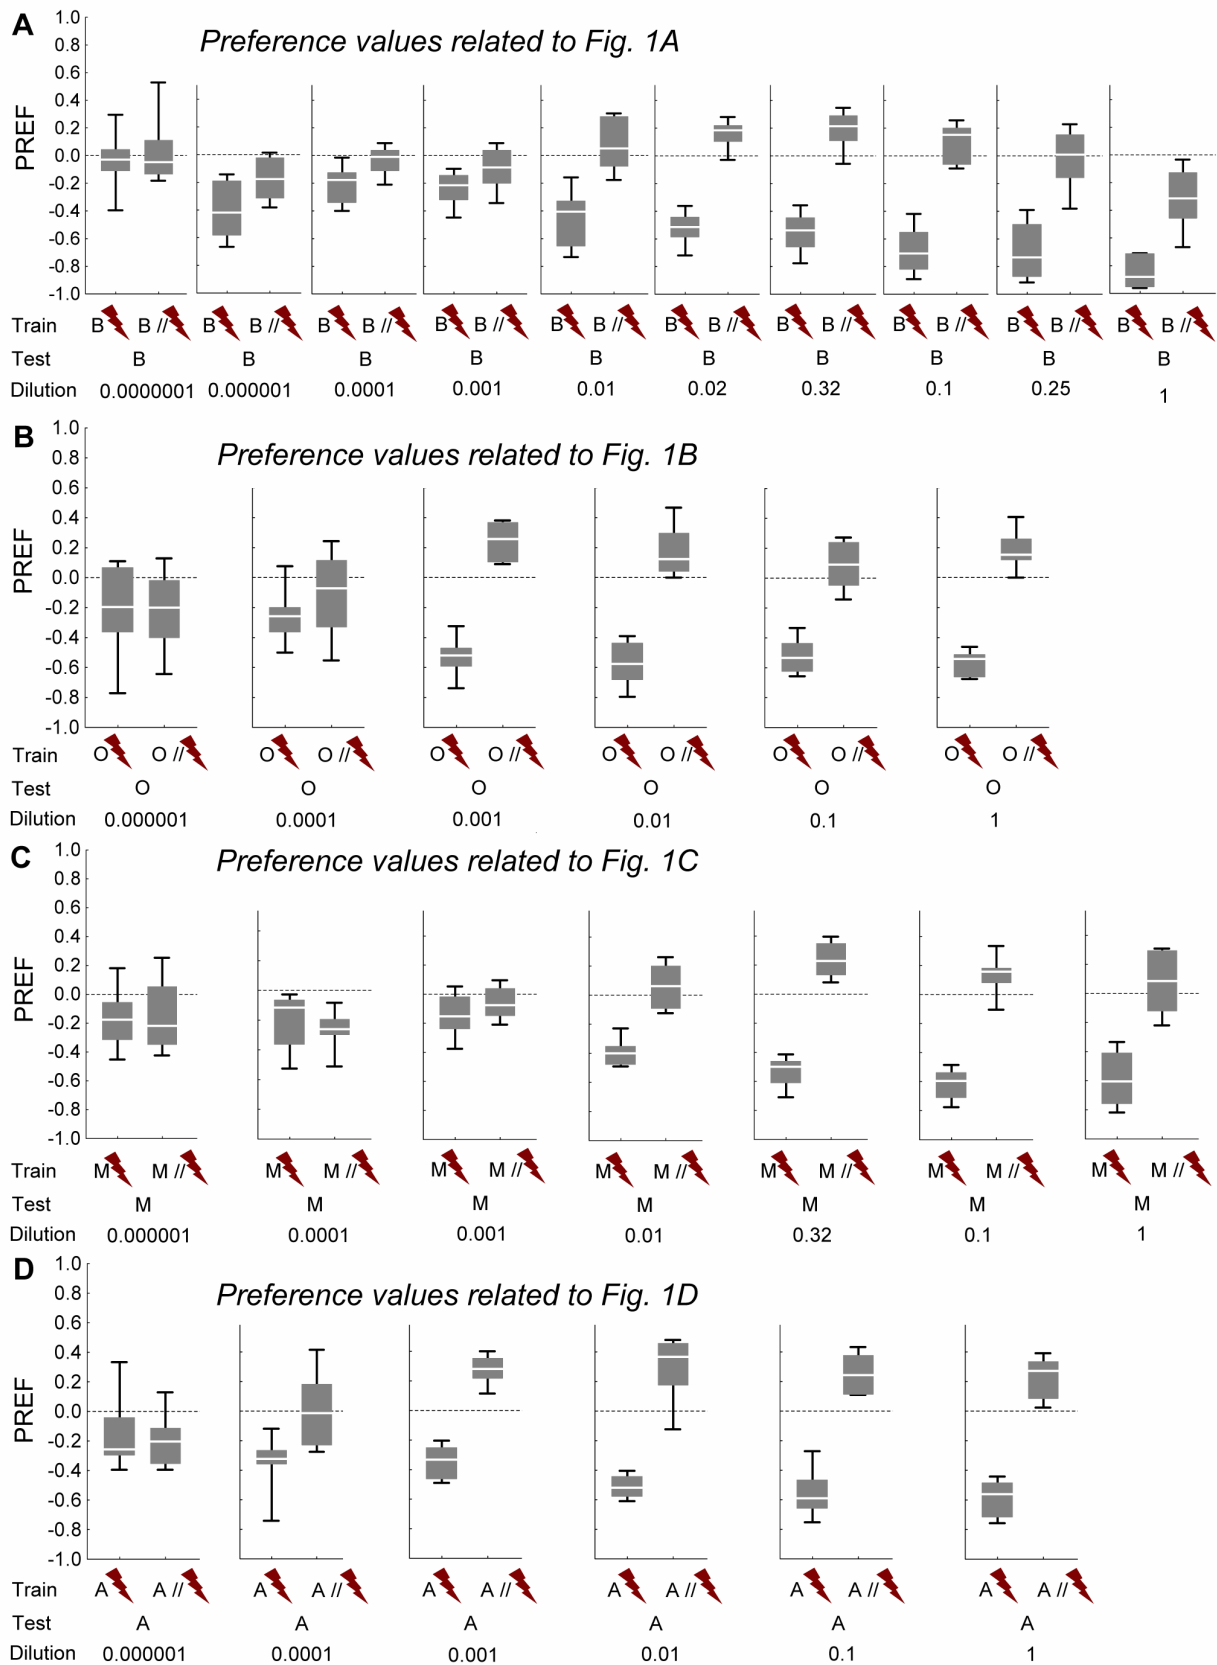 A
Preference values related to Fig. 1A
PREF
1.0
0.8
0.6
0.4
0.2
0.0
-0.2
-0.4
-0.6
-0.8
-1.0
Train B B // B B // B B // B B // B B // B B // B B // B B // B B // B B //
Test B B B B B B B B B B
Dilution 0.0000001 0.000001 0.0001 0.001 0.01 0.02 0.32 0.1 0.25 1
B
Preference values related to Fig. 1B
PREF
1.0
0.8
0.6
0.4
0.2
0.0
-0.2
-0.4
-0.6
-0.8
-1.0
Train O O // O O // O O // O O // O O // O O //
Test O O O O O O
Dilution 0.000001 0.0001 0.001 0.01 0.1 1
C
Preference values related to Fig. 1C
PREF
1.0
0.8
0.6
0.4
0.2
0.0
-0.2
-0.4
-0.6
-0.8
-1.0
Train M M // M M // M M // M M // M M // M M // M M //
Test M M M M M M M
Dilution 0.000001 0.0001 0.001 0.01 0.32 0.1 1
D
Preference values related to Fig. 1D
PREF
1.0
0.8
0.6
0.4
0.2
0.0
-0.2
-0.4
-0.6
-0.8
-1.0
Train A A // A A // A A // A A // A A // A A //
Test A A A A A A
Dilution 0.000001 0.0001 0.001 0.01 0.1 1